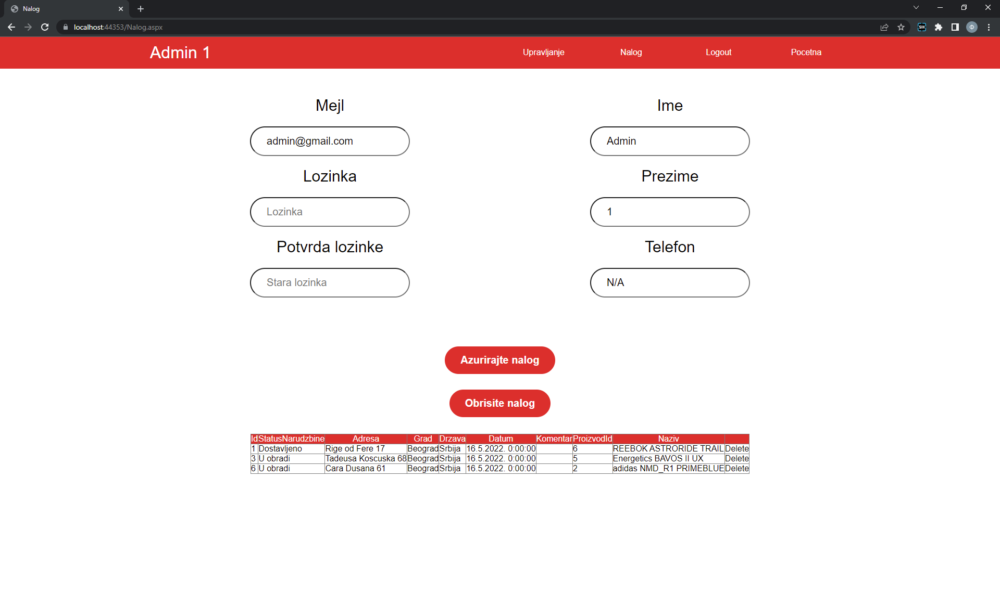 Nalog
localhost:44353/Nalog.aspx
Admin 1 Upravljanje Nalog Logout Pocetna
Mejl Ime
admin@gmail.com Admin
Lozinka Prezime
Lozinka 1
Potvrda lozinke Telefon
Stara lozinka N/A
Azurirajte nalog
Obrisite nalog
Id StatusNarudzbine Adresa Grad Drzava Datum Komentar ProizvodId Naziv
1 Dostavljeno Rige od Fere 17 Beograd Srbija 16.5.2022. 0:00:00 6 REEBOK ASTRORIDE TRAIL Delete
3 U obradi Tadeusa Koscuska 68 Beograd Srbija 16.5.2022. 0:00:00 5 Energetics BAVOS II UX Delete
6 U obradi Cara Dusana 61 Beograd Srbija 16.5.2022. 0:00:00 2 adidas NMD_R1 PRIMEBLUE Delete